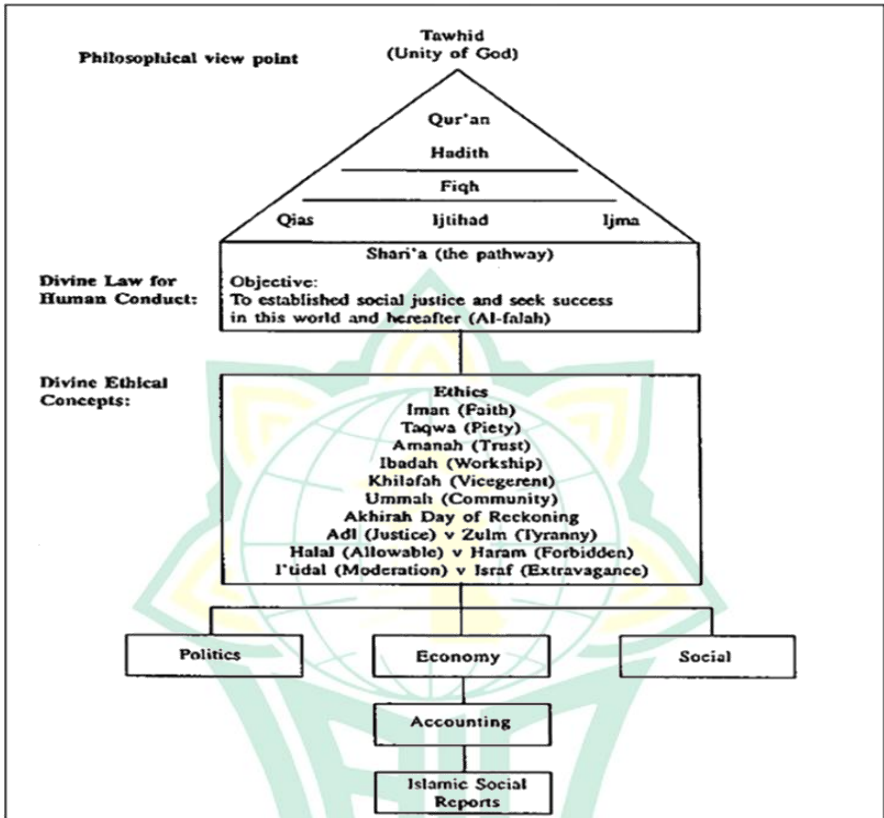 Tawhid
(Unity of God)
Philosophical view point
Qur'an
Hadith
Fiqh
Qias Ijtihad Ijma
Shari'a (the pathway)
Divine Law for
Human Conduct:
Objective:
To established social justice and seek success
in this world and hereafter (Al-falah)
Divine Ethical
Concepts:
Ethics
Iman (Faith)
Taqwa (Piety)
Amanah (Trust)
Ibadah (Workship)
Khilafah (Vicegerent)
Ummah (Community)
Akhirah Day of Reckoning
Adl (Justice) v Zulm (Tyranny)
Halal (Allowable) v Haram (Forbidden)
I'tidal (Moderation) v Israf (Extravagance)
Politics Economy Social
Accounting
Islamic Social
Reports